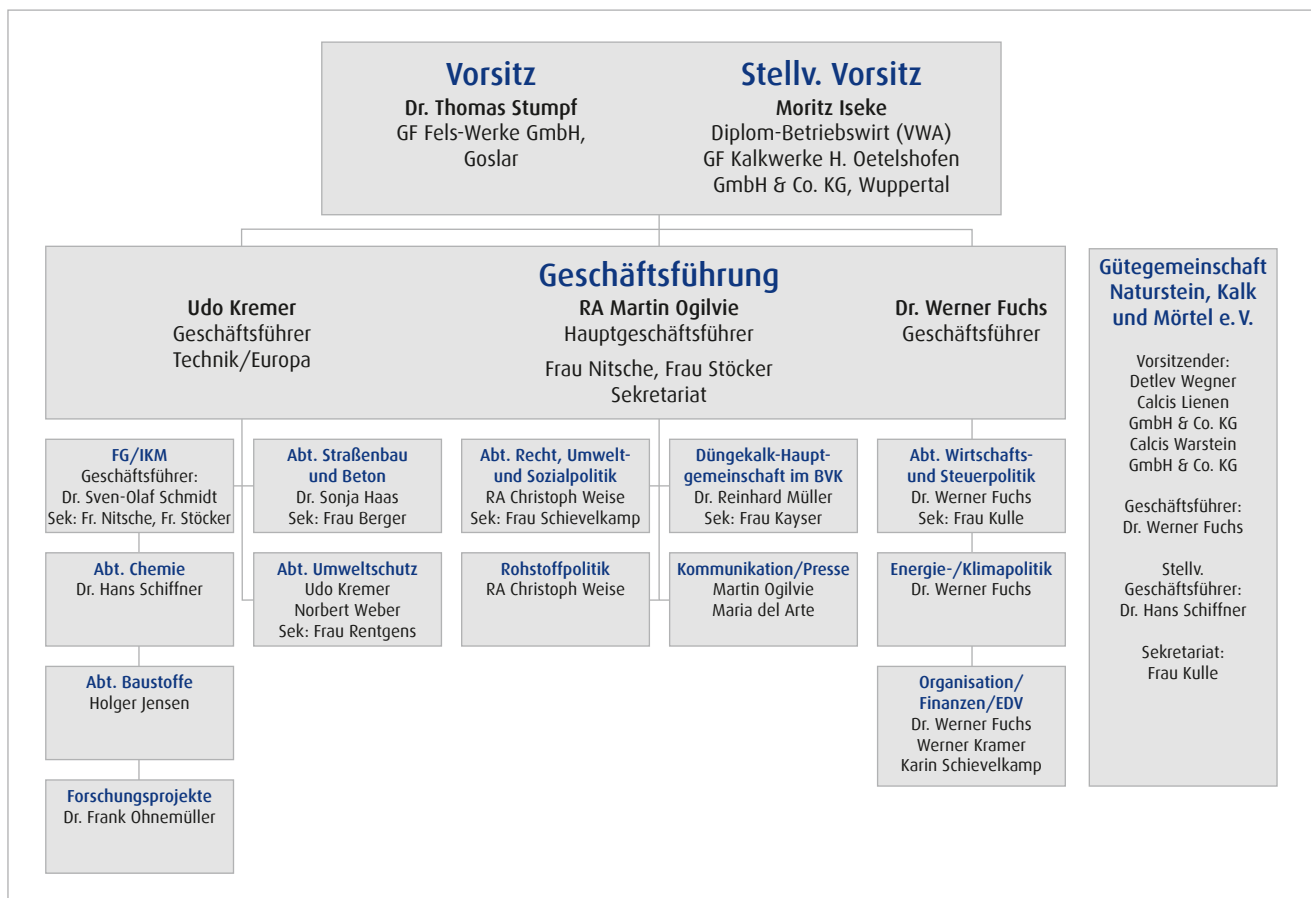 Vorsitz
Dr. Thomas Stumpf
GF Fels-Werke GmbH,
Goslar
Stellv. Vorsitz
Moritz Iseke
Diplom-Betriebswirt (VWA)
GF Kalkwerke H. Oetelshofen
GmbH & Co. KG, Wuppertal
Geschäftsführung
Udo Kremer
Geschäftsführer
Technik/Europa
RA Martin Ogilvie
Hauptgeschäftsführer
Frau Nitsche, Frau Stöcker
Sekretariat
Dr. Werner Fuchs
Geschäftsführer
FG/IKM
Geschäftsführer:
Dr. Sven-Olaf Schmidt
Sek: Fr. Nitsche, Fr. Stöcker
Abt. Straßenbau
und Beton
Dr. Sonja Haas
Sek: Frau Berger
Abt. Recht, Umwelt-
und Sozialpolitik
RA Christoph Weise
Sek: Frau Schievelkamp
Düngekalk-Haupt-
gemeinschaft im BVK
Dr. Reinhard Müller
Sek: Frau Kayser
Abt. Wirtschafts-
und Steuerpolitik
Dr. Werner Fuchs
Sek: Frau Kulle
Abt. Chemie
Dr. Hans Schiffner
Abt. Umweltschutz
Udo Kremer
Norbert Weber
Sek: Frau Rentgens
Rohstoffpolitik
RA Christoph Weise
Kommunikation/Presse
Martin Ogilvie
Maria del Arte
Energie-/Klimapolitik
Dr. Werner Fuchs
Abt. Baustoffe
Holger Jensen
Organisation/
Finanzen/EDV
Dr. Werner Fuchs
Werner Kramer
Karin Schievelkamp
Forschungsprojekte
Dr. Frank Ohnemüller
Gütegemeinschaft
Naturstein, Kalk
und Mörtel e. V.
Vorsitzender:
Detlev Wegner
Calcis Lienen
GmbH & Co. KG
Calcis Warstein
GmbH & Co. KG
Geschäftsführer:
Dr. Werner Fuchs
Stellv.
Geschäftsführer:
Dr. Hans Schiffner
Sekretariat:
Frau Kulle